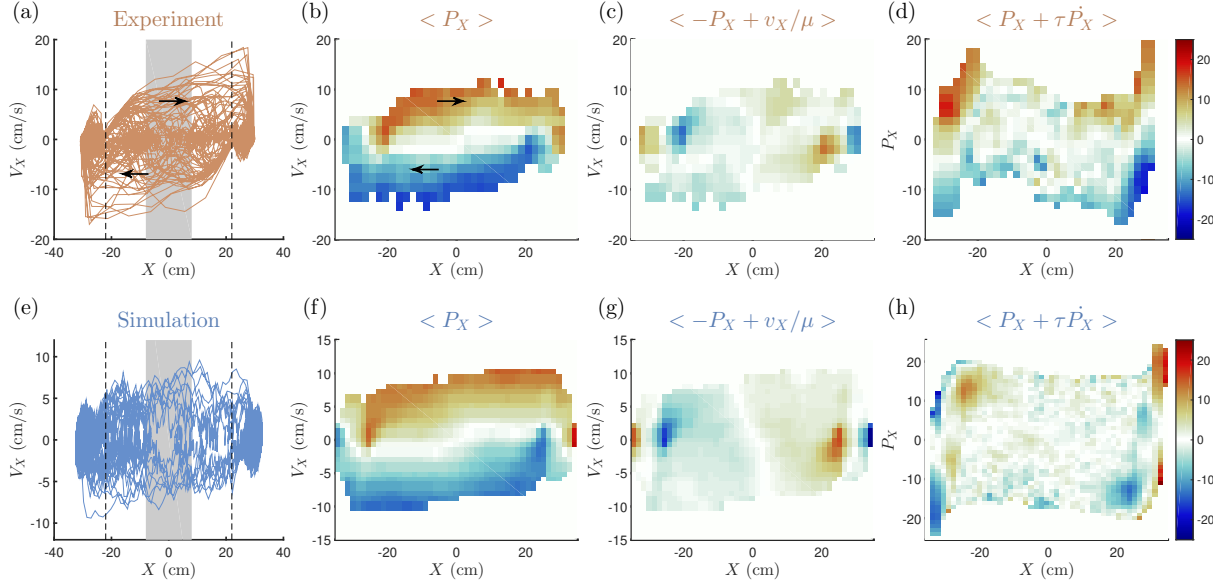 (a) Experiment
(b) < P_X >
(c) < −P_X + v_X/μ >
(d) < P_X + τṖ_X >
V_X (cm/s)
20
10
0
-10
-20
-40 -20 0 20 40
X (cm)
V_X (cm/s)
20
10
0
-10
-20
-20 0 20
X (cm)
V_X (cm/s)
20
10
0
-10
-20
-20 0 20
X (cm)
P_X
20
10
0
-10
-20
-20 0 20
X (cm)
20
10
0
-10
-20
(e) Simulation
(f) < P_X >
(g) < −P_X + v_X/μ >
(h) < P_X + τṖ_X >
V_X (cm/s)
10
5
0
-5
-10
-40 -20 0 20 40
X (cm)
V_X (cm/s)
15
10
5
0
-5
-10
-15
-20 0 20
X (cm)
V_X (cm/s)
15
10
5
0
-5
-10
-15
-20 0 20
X (cm)
P_X
20
10
0
-10
-20
-20 0 20
X (cm)
20
10
0
-10
-20